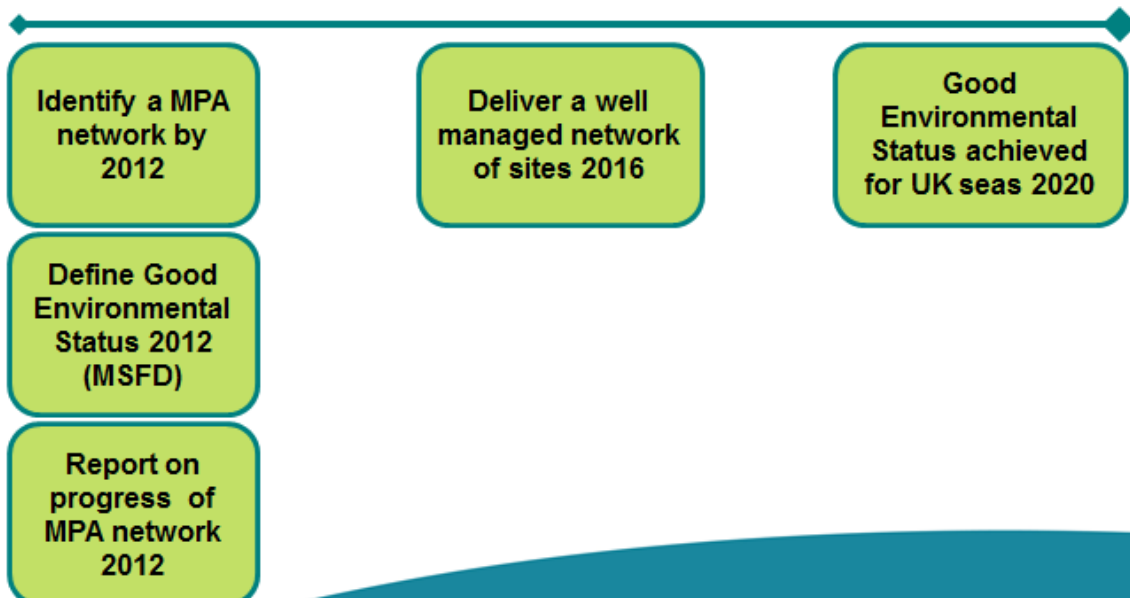 Identify a MPA
network by
2012
Deliver a well
managed network
of sites 2016
Good
Environmental
Status achieved
for UK seas 2020
Define Good
Environmental
Status 2012
(MSFD)
Report on
progress of
MPA network
2012